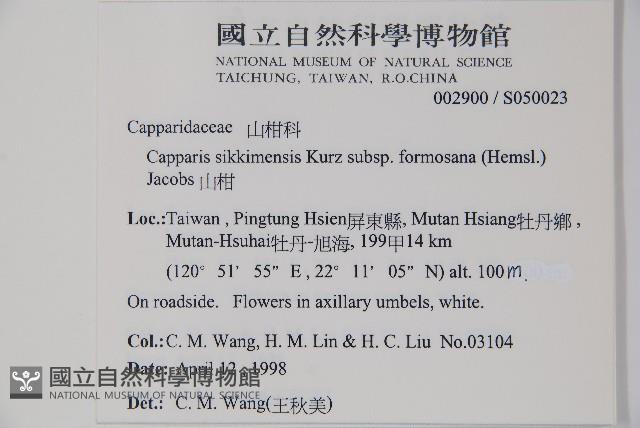 國立自然科學博物館
NATIONAL MUSEUM OF NATURAL SCIENCE
TAICHUNG, TAIWAN, R.O.CHINA
002900 / S050023
Capparidaceae 山柑科
Capparis sikkimensis Kurz subsp. formosana (Hemsl.)
Jacobs 山柑
Loc.:Taiwan , Pingtung Hsien屏東縣, Mutan Hsiang牡丹鄉 ,
Mutan-Hsuhai牡丹-旭海, 199甲14 km
(120° 51' 55" E , 22° 11' 05" N) alt. 100m.
On roadside. Flowers in axillary umbels, white.
Col.: C. M. Wang, H. M. Lin & H. C. Liu No.03104
Date: April 12, 1998
國立自然科學博物館
NATIONAL MUSEUM OF NATURAL SCIENCE
Det.: C. M. Wang(王秋美)